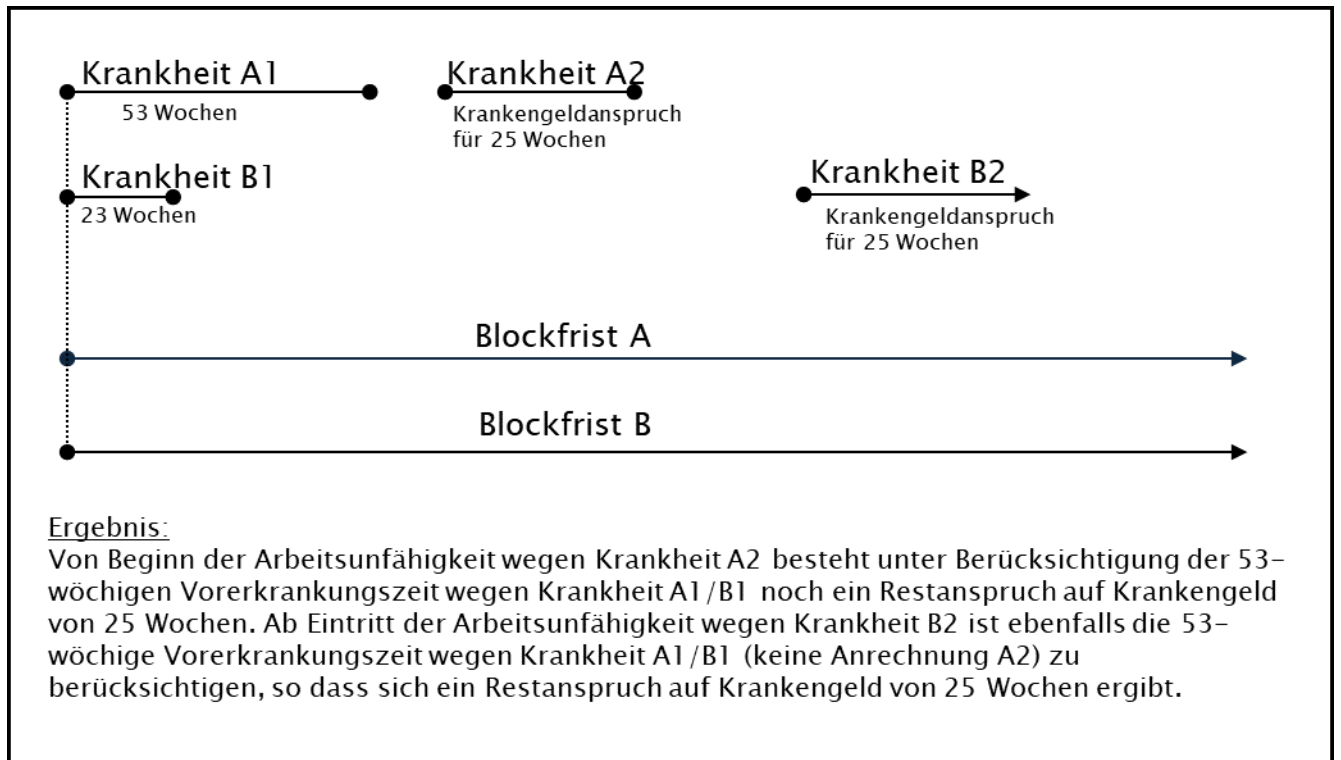 Krankheit A1
53 Wochen
Krankheit A2
Krankengeldanspruch
für 25 Wochen
Krankheit B1
23 Wochen
Krankheit B2
Krankengeldanspruch
für 25 Wochen
Blockfrist A
Blockfrist B
Ergebnis:
Von Beginn der Arbeitsunfähigkeit wegen Krankheit A2 besteht unter Berücksichtigung der 53-
wöchigen Vorerkrankungszeit wegen Krankheit A1/B1 noch ein Restanspruch auf Krankengeld
von 25 Wochen. Ab Eintritt der Arbeitsunfähigkeit wegen Krankheit B2 ist ebenfalls die 53-
wöchige Vorerkrankungszeit wegen Krankheit A1/B1 (keine Anrechnung A2) zu
berücksichtigen, so dass sich ein Restanspruch auf Krankengeld von 25 Wochen ergibt.